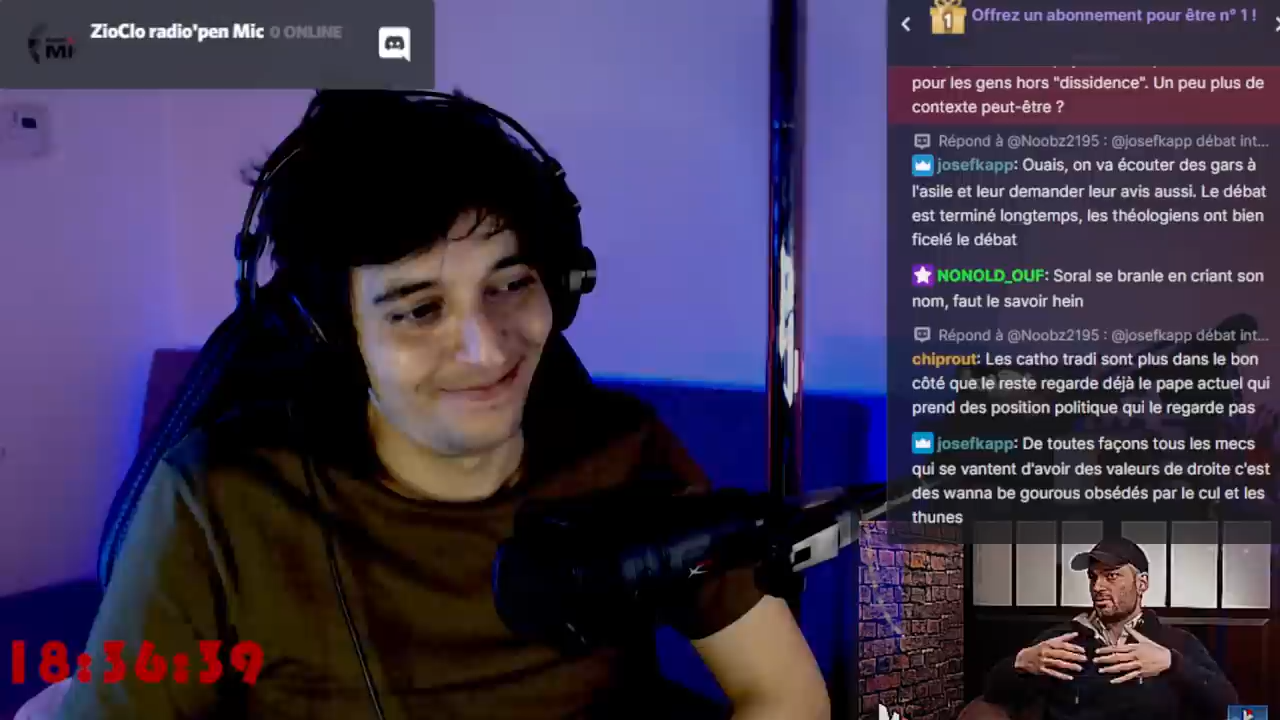 ZioClo radio'pen Mic 0 ONLINE
MI
1
Offrez un abonnement pour être n° 1 !
pour les gens hors "dissidence". Un peu plus de
contexte peut-être ?
Répond à @Noobz2195 : @josefkapp débat int...
josefkapp: Ouais, on va écouter des gars à
l'asile et leur demander leur avis aussi. Le débat
est terminé longtemps, les théologiens ont bien
ficelé le débat
NONOLD_OUF: Soral se branle en criant son
nom, faut le savoir hein
Répond à @Noobz2195 : @josefkapp débat int...
chiprout: Les catho tradi sont plus dans le bon
côté que le reste regarde déjà le pape actuel qui
prend des position politique qui le regarde pas
josefkapp: De toutes façons tous les mecs
qui se vantent d'avoir des valeurs de droite c'est
des wanna be gourous obsédés par le cul et les
thunes
18:36:39